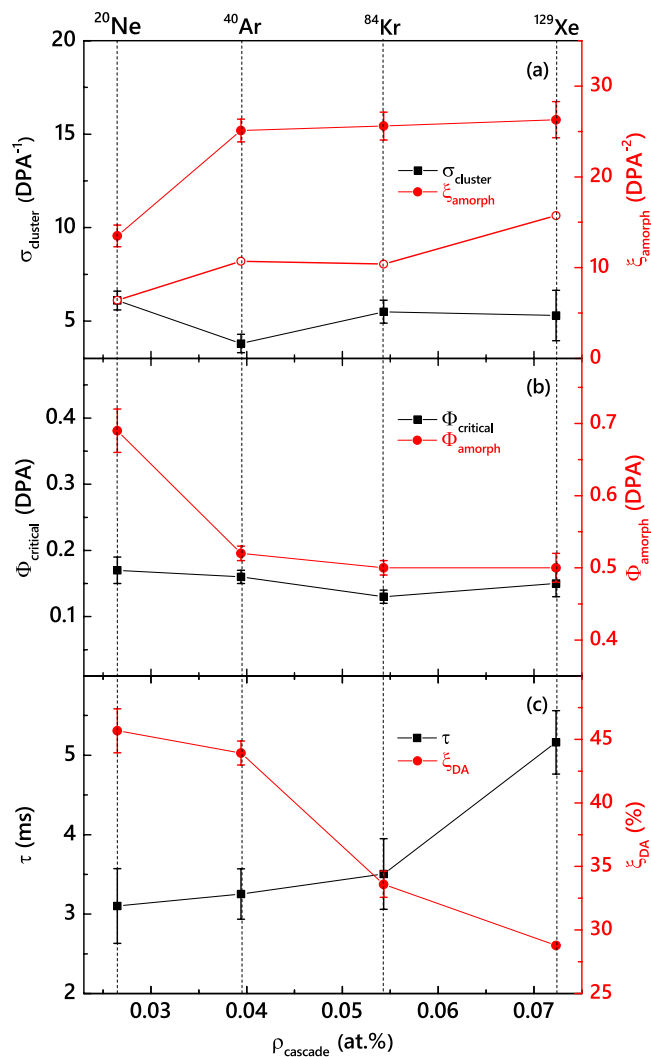 ²⁰Ne ⁴⁰Ar ⁸⁴Kr ¹²⁹Xe
(a)
20
15
10
5
σcluster (DPA⁻¹)
35
30
20
10
0
ξamorph (DPA⁻²)
σcluster
ξamorph
(b)
0.4
0.3
0.2
0.1
Φcritical (DPA)
0.7
0.6
0.5
0.4
Φamorph (DPA)
Φcritical
Φamorph
(c)
5
4
3
2
τ (ms)
45
40
35
30
25
ξDA (%)
τ
ξDA
0.03 0.04 0.05 0.06 0.07
ρcascade (at.%)